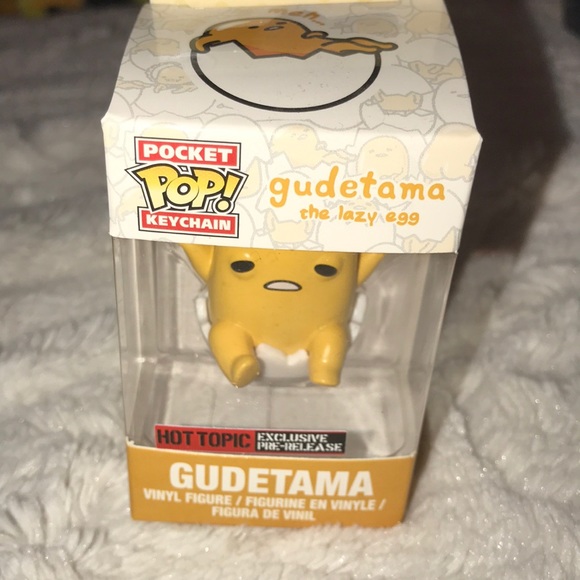 POCKET
POP!
KEYCHAIN
gudetama
the lazy egg
HOT TOPIC EXCLUSIVE
PRE-RELEASE
GUDETAMA
VINYL FIGURE / FIGURINE EN VINYLE /
FIGURA DE VINIL